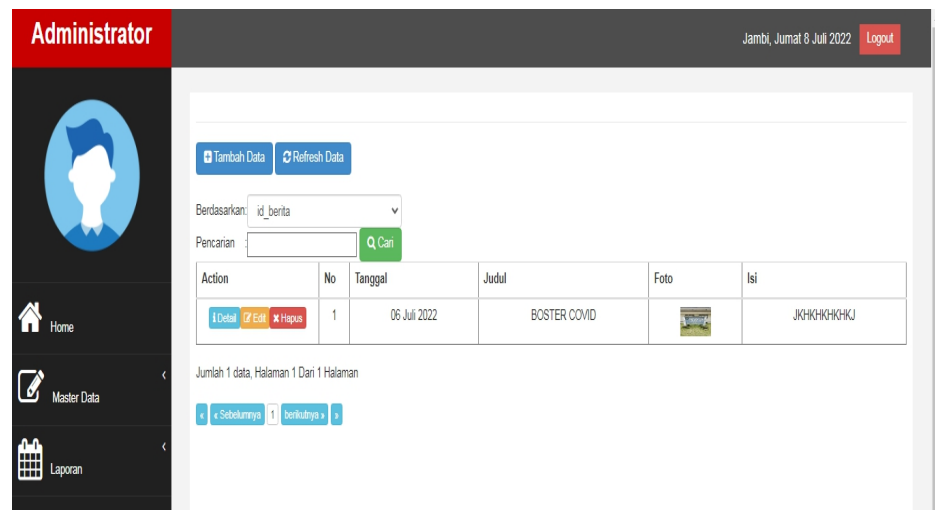 Administrator
Jambi, Jumat 8 Juli 2022 Logout
Tambah Data Refresh Data
Berdasarkan: id_berita
Pencarian : Cari
Action No Tanggal Judul Foto Isi
Detail Edit Hapus 1 06 Juli 2022 BOSTER COVID JKHKHKHKHKJ
Home
Jumlah 1 data, Halaman 1 Dari 1 Halaman
Master Data
« « Sebelumnya 1 berikutnya » »
Laporan